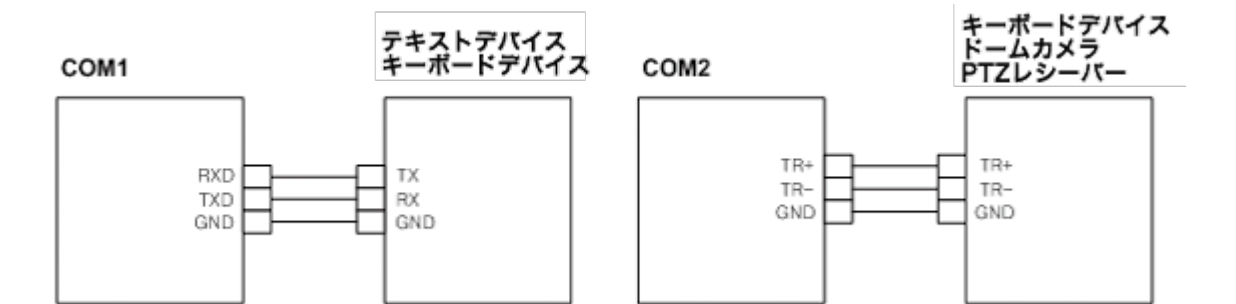 COM1
テキストデバイス
キーボードデバイス
RXD
TXD
GND
TX
RX
GND
COM2
キーボードデバイス
ドームカメラ
PTZレシーバー
TR+
TR-
GND
TR+
TR-
GND